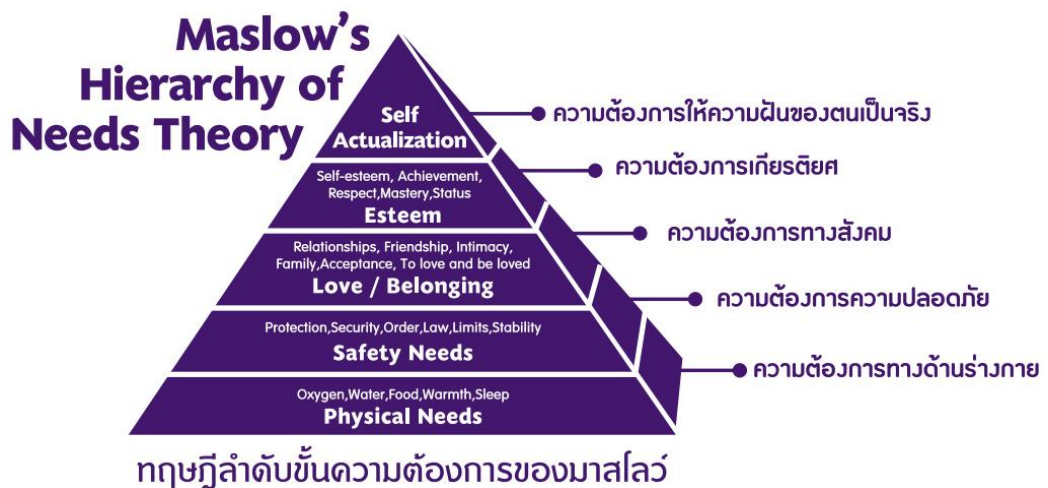 Maslow's
Hierarchy of
Needs Theory
Self
Actualization
ความต้องการให้ความฝันของตนเป็นจริง
Self-esteem, Achievement,
Respect,Mastery,Status
Esteem
ความต้องการเกียรติยศ
Relationships, Friendship, Intimacy,
Family,Acceptance, To love and be loved
Love / Belonging
ความต้องการทางสังคม
Protection,Security,Order,Law,Limits,Stability
Safety Needs
ความต้องการความปลอดภัย
Oxygen,Water,Food,Warmth,Sleep
Physical Needs
ความต้องการทางด้านร่างกาย
ทฤษฎีลำดับขั้นความต้องการของมาสโลว์